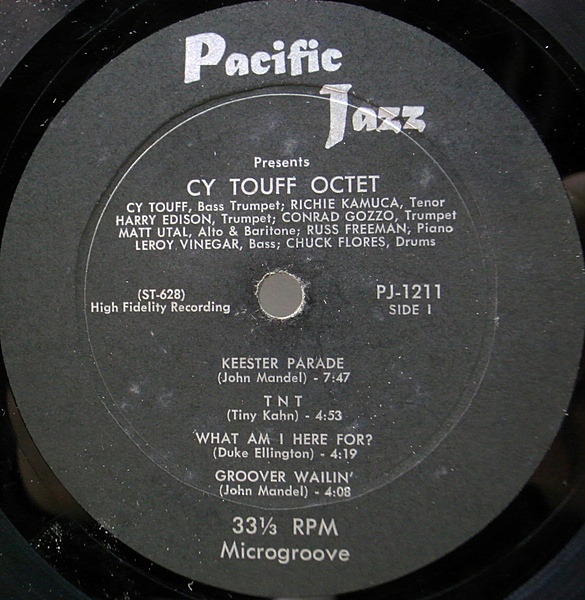 Pacific
Jazz
Presents
CY TOUFF OCTET
CY TOUFF, Bass Trumpet; RICHIE KAMUCA, Tenor
HARRY EDISON, Trumpet; CONRAD GOZZO, Trumpet
MATT UTAL, Alto & Baritone; RUSS FREEMAN, Piano
LEROY VINEGAR, Bass; CHUCK FLORES, Drums
(ST-628)
High Fidelity Recording
PJ-1211
SIDE 1
KEESTER PARADE
(John Mandel) - 7:47
T N T
(Tiny Kahn) - 4:53
WHAT AM I HERE FOR?
(Duke Ellington) - 4:19
GROOVER WAILIN'
(John Mandel) - 4:08
33⅓ RPM
Microgroove